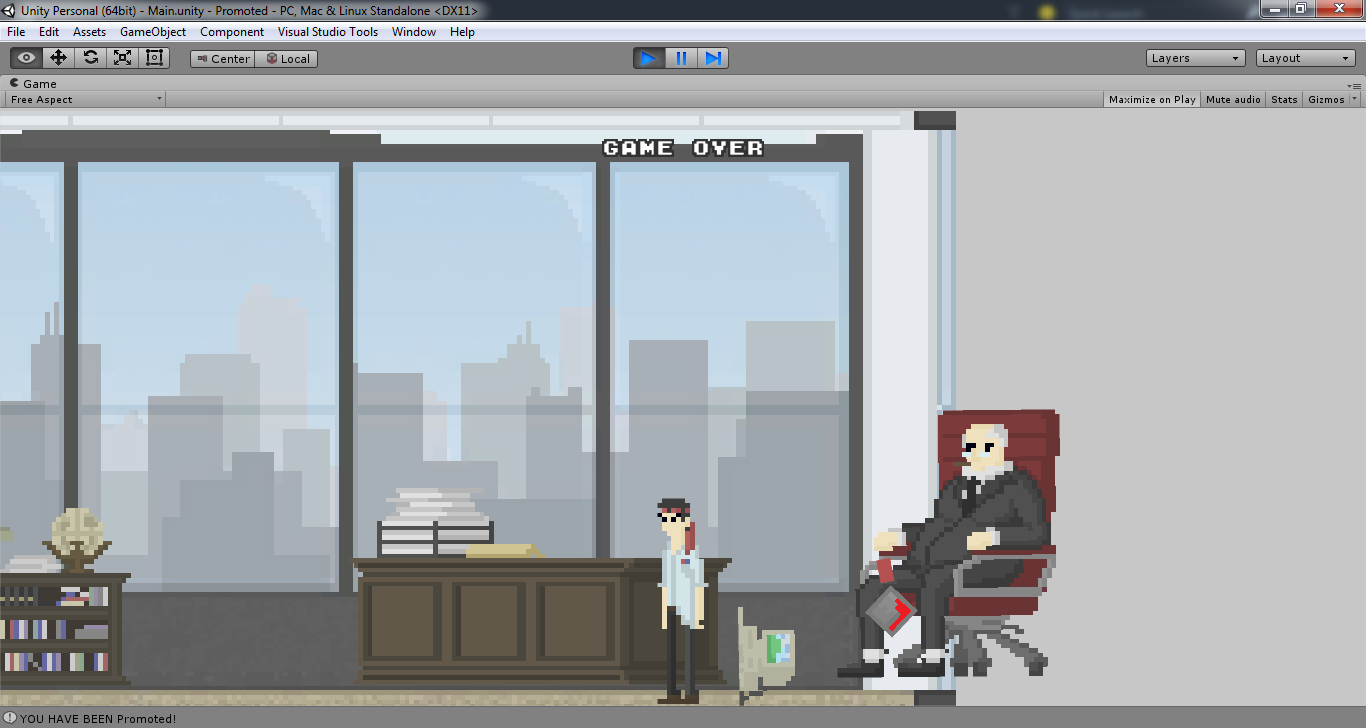 Unity Personal (64bit) - Main.unity - Promoted - PC, Mac & Linux Standalone <DX11>
File Edit Assets GameObject Component Visual Studio Tools Window Help
Center Local Layers Layout
Game
Free Aspect Maximize on Play Mute audio Stats Gizmos
GAME OVER
YOU HAVE BEEN Promoted!